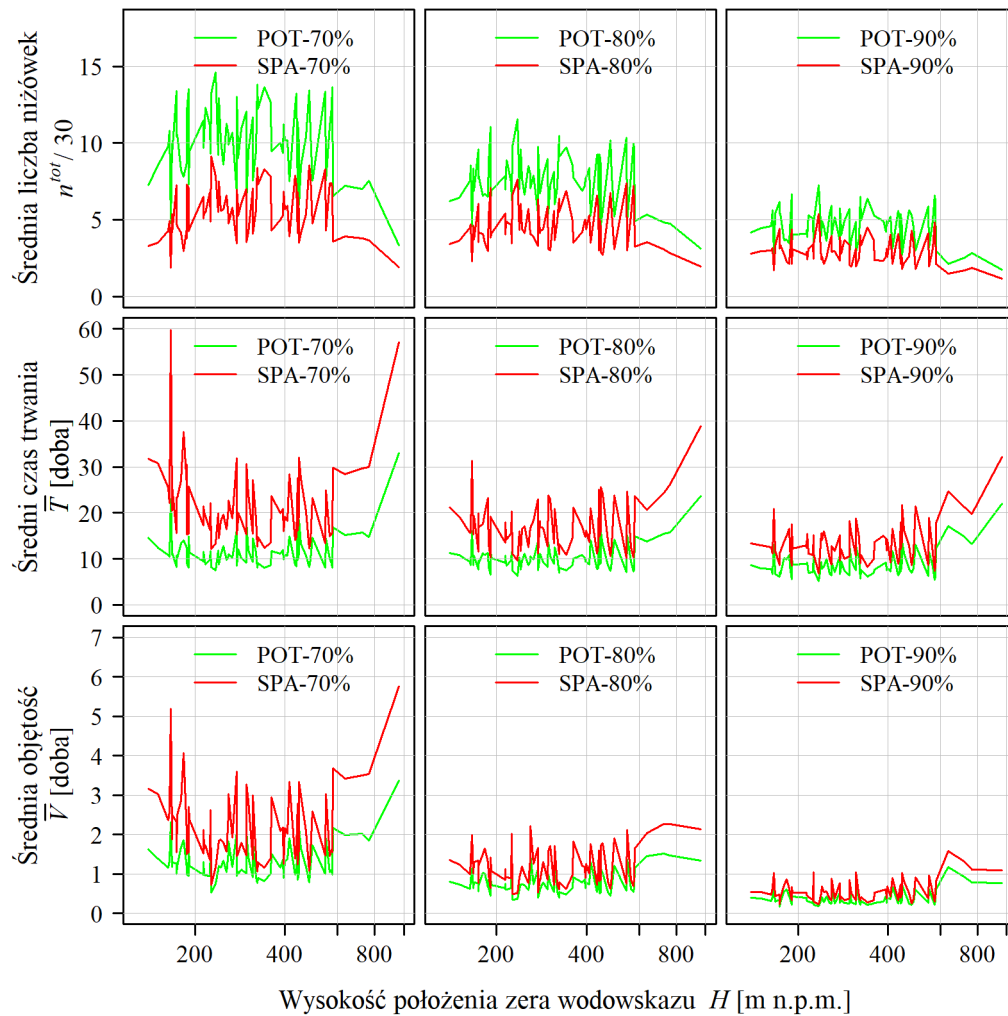 Średnia liczba niżówek
n^tot / 30
POT-70%
SPA-70%
POT-80%
SPA-80%
POT-90%
SPA-90%
15
10
5
0
Średni czas trwania
T̅ [doba]
POT-70%
SPA-70%
POT-80%
SPA-80%
POT-90%
SPA-90%
60
50
40
30
20
10
0
Średnia objętość
V̅ [doba]
POT-70%
SPA-70%
POT-80%
SPA-80%
POT-90%
SPA-90%
7
6
5
4
3
2
1
0
200 400 800 200 400 800 200 400 800
Wysokość położenia zera wodowskazu H [m n.p.m.]